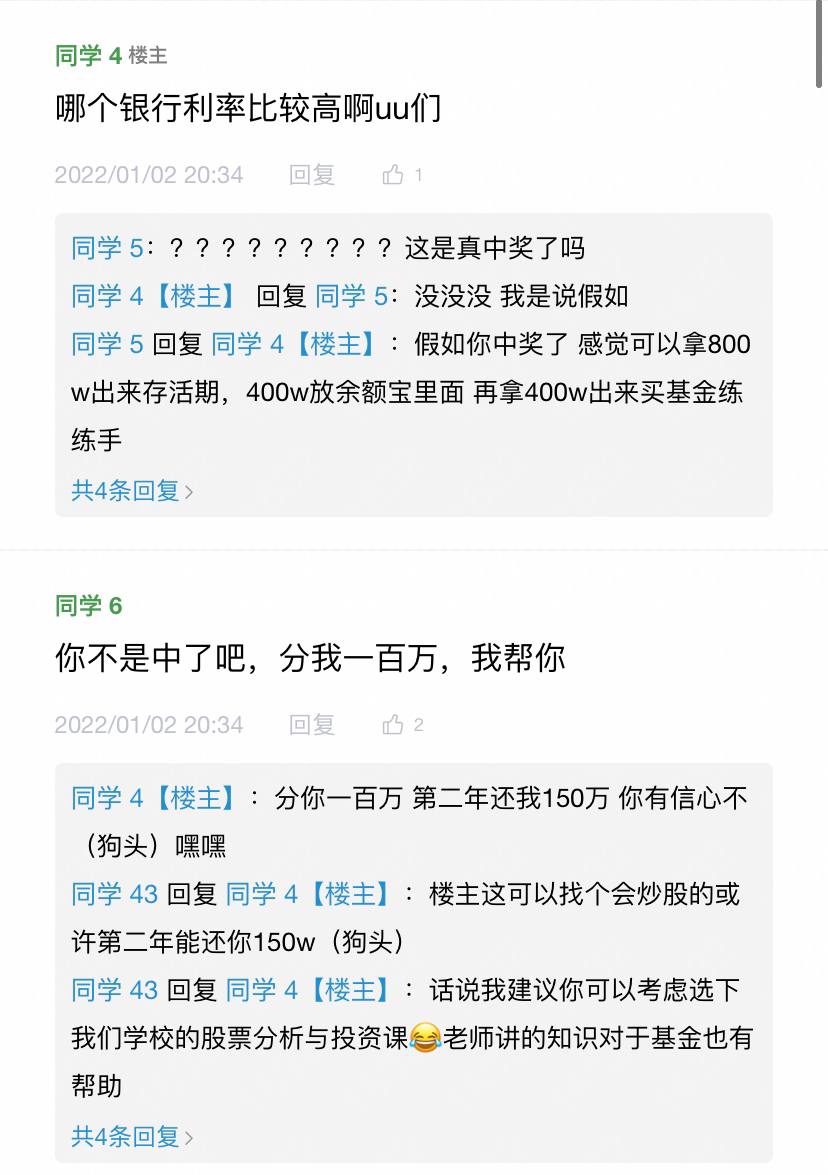 同学 4 楼主
哪个银行利率比较高啊uu们
2022/01/02 20:34 回复 1
同学 5：？？？？？？？？？这是真中奖了吗
同学 4【楼主】 回复 同学 5：没没没 我是说假如
同学 5 回复 同学 4【楼主】：假如你中奖了 感觉可以拿800
w出来存活期，400w放余额宝里面 再拿400w出来买基金练
练手
共4条回复
同学 6
你不是中了吧，分我一百万，我帮你
2022/01/02 20:34 回复 2
同学 4【楼主】：分你一百万 第二年还我150万 你有信心不
（狗头）嘿嘿
同学 43 回复 同学 4【楼主】：楼主这可以找个会炒股的或
许第二年能还你150w（狗头）
同学 43 回复 同学 4【楼主】：话说我建议你可以考虑选下
我们学校的股票分析与投资课😂老师讲的知识对于基金也有
帮助
共4条回复